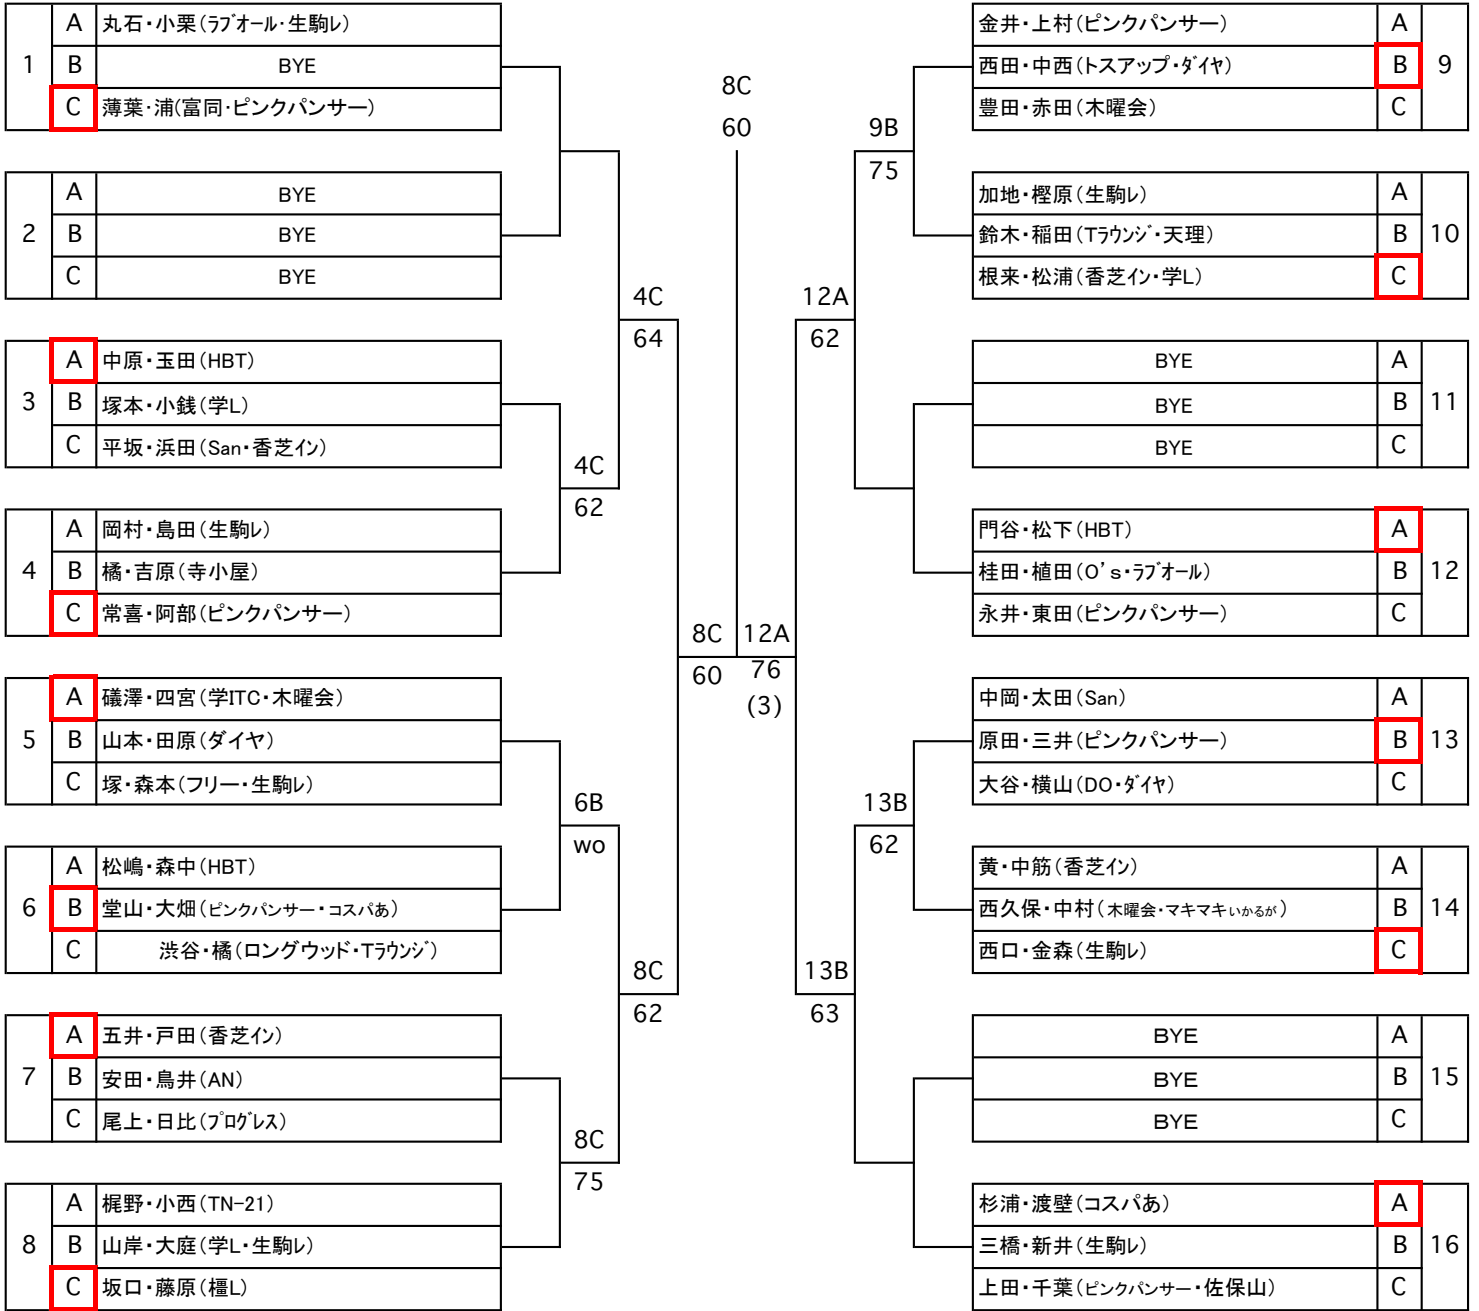 1
A 丸石・小栗(ﾗﾌﾞｵｰﾙ・生駒ﾚ)
B BYE
C 薄葉・浦(富同・ピンクパンサー)
2
A BYE
B BYE
C BYE
3
A 中原・玉田(HBT)
B 塚本・小銭(学L)
C 平坂・浜田(San・香芝ｲﾝ)
4
A 岡村・島田(生駒ﾚ)
B 橘・吉原(寺小屋)
C 常喜・阿部(ピンクパンサー)
5
A 礒澤・四宮(学ITC・木曜会)
B 山本・田原(ダイヤ)
C 塚・森本(フリー・生駒ﾚ)
6
A 松嶋・森中(HBT)
B 堂山・大畑(ピンクパンサー・コスパあ)
C 渋谷・橘(ロングウッド・Tﾗｳﾝｼﾞ)
7
A 五井・戸田(香芝ｲﾝ)
B 安田・鳥井(AN)
C 尾上・日比(ﾌﾟﾛｸﾞﾚｽ)
8
A 梶野・小西(TN-21)
B 山岸・大庭(学L・生駒ﾚ)
C 坂口・藤原(橿L)
4C
62
6B
wo
8C
75
4C
64
8C
62
8C
60
8C
60
12A
76
(3)
12A
62
13B
63
9B
75
13B
62
金井・上村(ピンクパンサー) A
西田・中西(トスアップ・ﾀﾞｲﾔ) B
豊田・赤田(木曜会) C
9
加地・樫原(生駒ﾚ) A
鈴木・稲田(Tﾗｳﾝｼﾞ・天理) B
根来・松浦(香芝ｲﾝ・学L) C
10
BYE A
BYE B
BYE C
11
門谷・松下(HBT) A
桂田・植田(O's・ﾗﾌﾞｵｰﾙ) B
永井・東田(ピンクパンサー) C
12
中岡・太田(San) A
原田・三井(ピンクパンサー) B
大谷・横山(DO・ﾀﾞｲﾔ) C
13
黄・中筋(香芝ｲﾝ) A
西久保・中村(木曜会・マキマキいかるが) B
西口・金森(生駒ﾚ) C
14
BYE A
BYE B
BYE C
15
杉浦・渡壁(コスパあ) A
三橋・新井(生駒ﾚ) B
上田・千葉(ピンクパンサー・佐保山) C
16